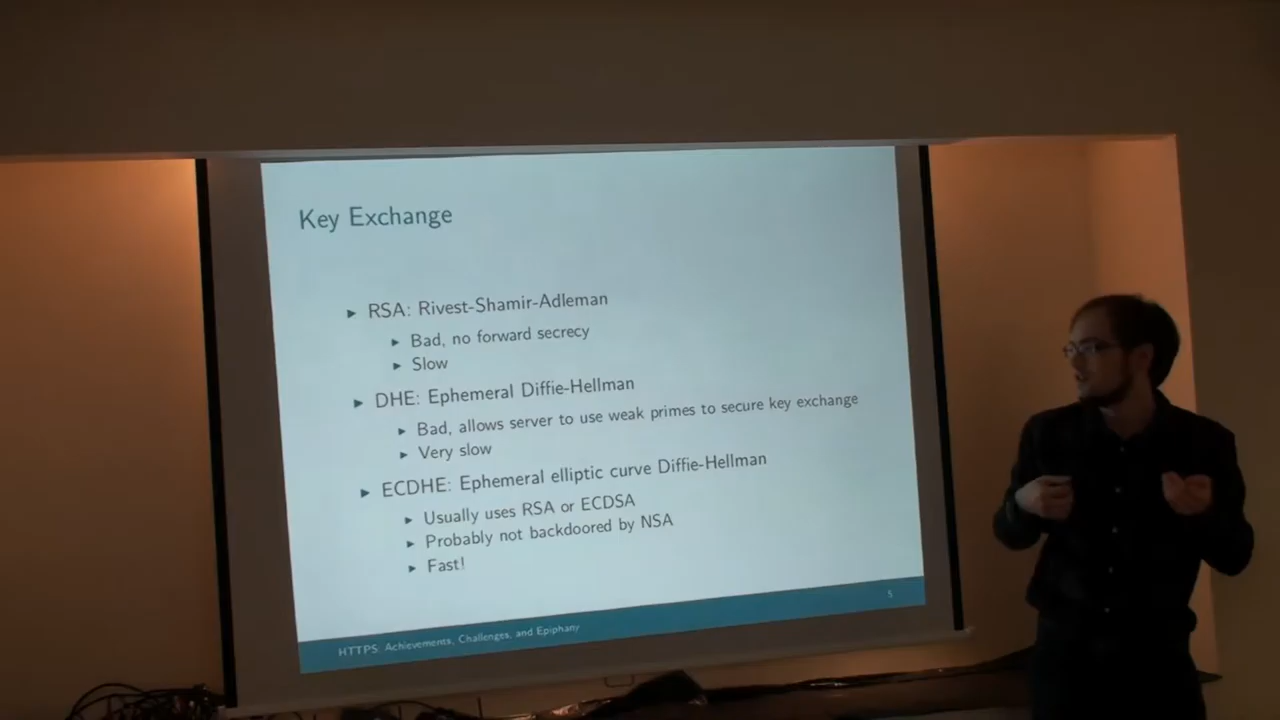 Key Exchange
▶ RSA: Rivest-Shamir-Adleman
▶ Bad, no forward secrecy
▶ Slow
▶ DHE: Ephemeral Diffie-Hellman
▶ Bad, allows server to use weak primes to secure key exchange
▶ Very slow
▶ ECDHE: Ephemeral elliptic curve Diffie-Hellman
▶ Usually uses RSA or ECDSA
▶ Probably not backdoored by NSA
▶ Fast!
5
HTTPS: Achievements, Challenges, and Epiphany